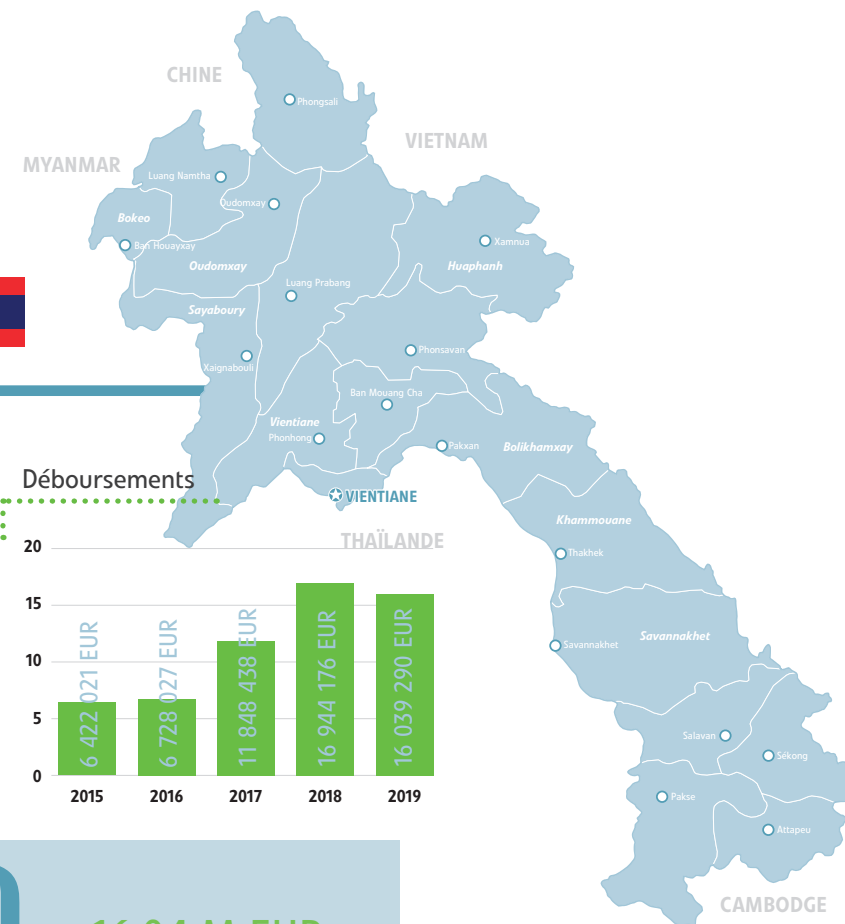 CHINE
Phongsali
VIETNAM
MYANMAR
Luang Namtha
Oudomxay
Bokeo
Ban Houayxay
Xamnua
Oudomxay
Huaphanh
Luang Prabang
Sayaboury
Phonsavan
Xaignabouli
Ban Mouang Cha
Vientiane
Phonhong
Pakxan
Bolikhamxay
Déboursements
VIENTIANE
Khammouane
THAÏLANDE
Thakhek
Savannakhet
Savannakhet
Salavan
Sékong
Pakse
Attapeu
CAMBODGE
20
15
10
5
0
6 422 021 EUR
6 728 027 EUR
11 848 438 EUR
16 944 176 EUR
16 039 290 EUR
2015 2016 2017 2018 2019